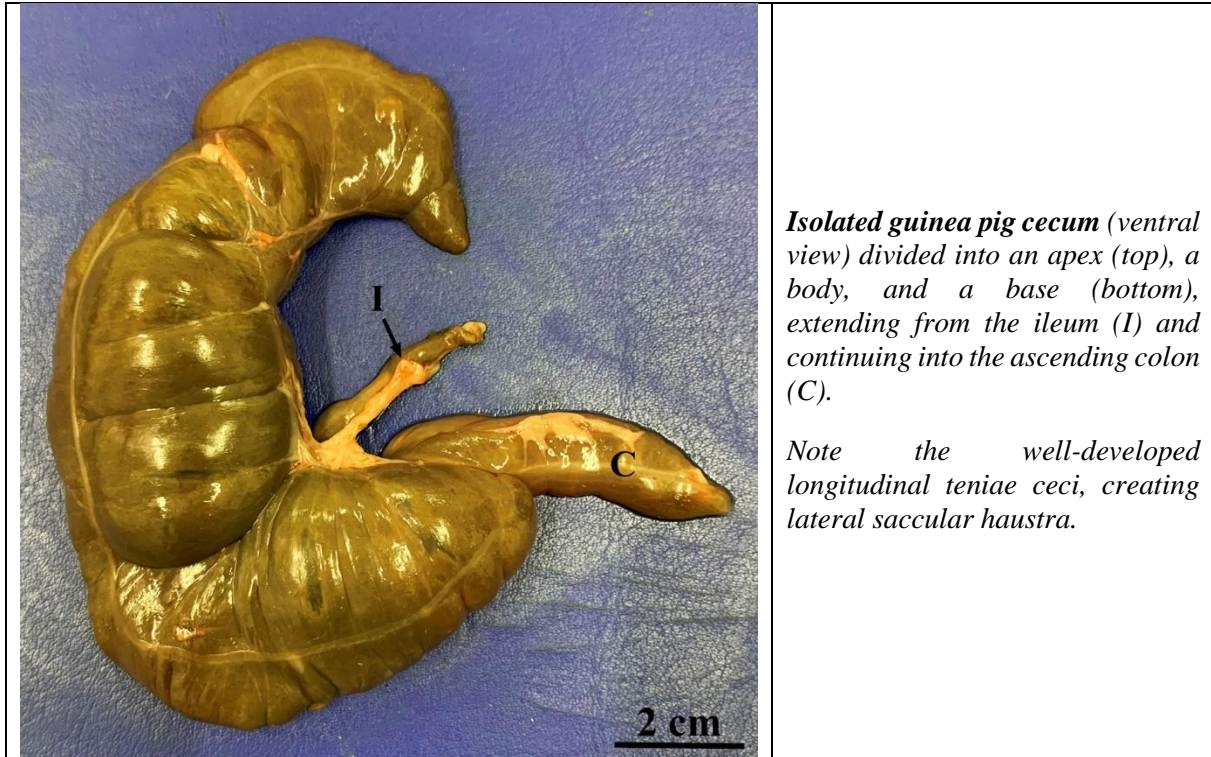 I
C
2 cm
Isolated guinea pig cecum (ventral
view) divided into an apex (top), a
body, and a base (bottom),
extending from the ileum (I) and
continuing into the ascending colon
(C).
Note the well-developed
longitudinal teniae ceci, creating
lateral saccular haustra.